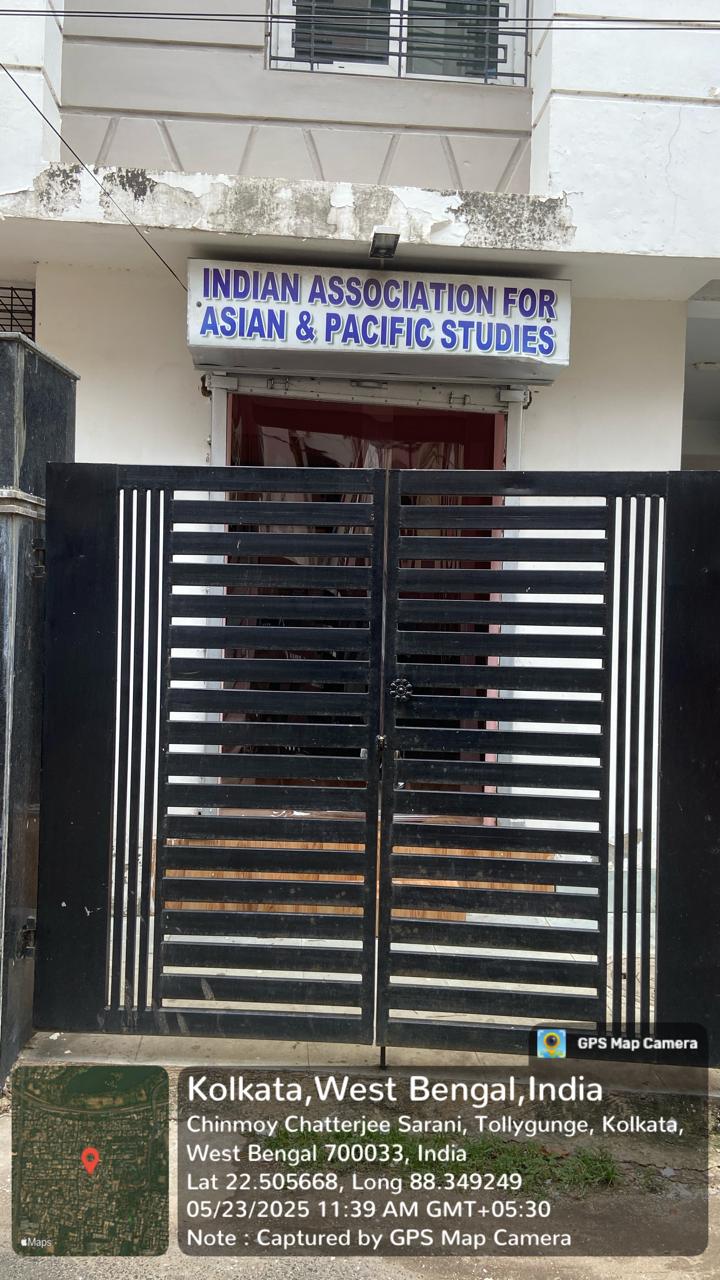 INDIAN ASSOCIATION FOR
ASIAN & PACIFIC STUDIES
GPS Map Camera
Kolkata,West Bengal,India
Chinmoy Chatterjee Sarani, Tollygunge, Kolkata,
West Bengal 700033, India
Lat 22.505668, Long 88.349249
05/23/2025 11:39 AM GMT+05:30
Note : Captured by GPS Map Camera
Maps